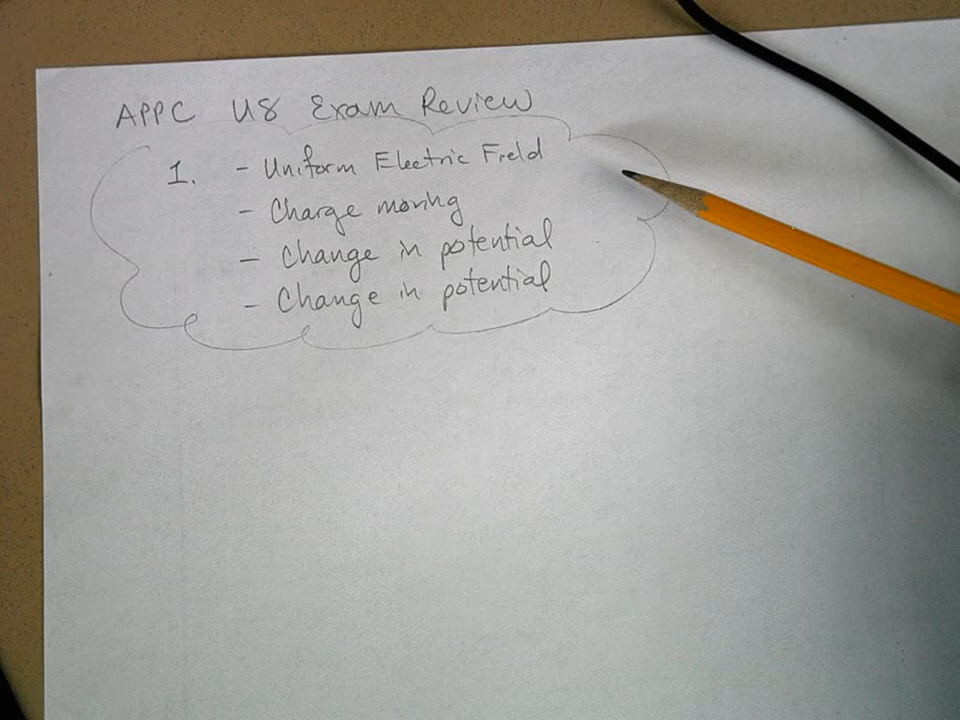 APPC U8 Exam Review
1. - Uniform Electric Field
- Charge moving
- Change in potential
- Change in potential